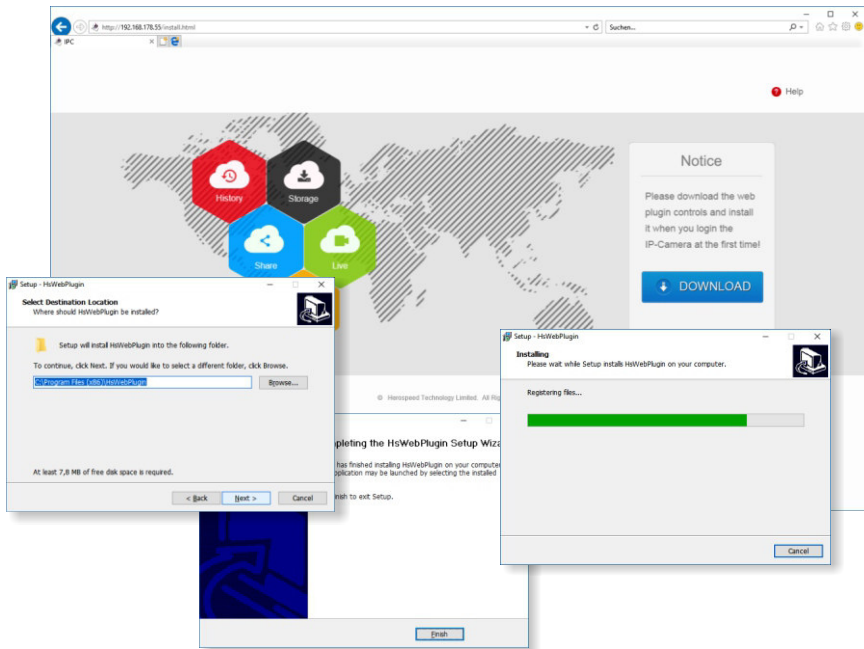 http://192.168.178.55/install.html
Suchen...
IPC
Help
History
Storage
Share
Live
Notice
Please download the web
plugin controls and install
it when you login the
IP-Camera at the first time!
DOWNLOAD
Setup - HsWebPlugin
Select Destination Location
Where should HsWebPlugin be installed?
Setup will install HsWebPlugin into the following folder.
To continue, click Next. If you would like to select a different folder, click Browse.
C:\Program Files (x86)\HsWebPlugin
Browse...
At least 7,8 MB of free disk space is required.
< Back
Next >
Cancel
Setup - HsWebPlugin
Installing
Please wait while Setup installs HsWebPlugin on your computer.
Registering files...
Cancel
© Hero Technology Limited, All Rig
pleting the HsWebPlugin Setup Wiza
has finished installing HsWebPlugin on your computer
plication may be launched by selecting the installed
nish to exit Setup.
Finish